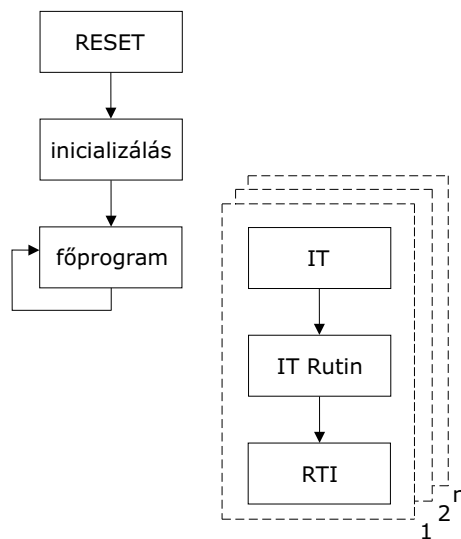 RESET
inicializálás
főprogram
IT
IT Rutin
RTI
1
2